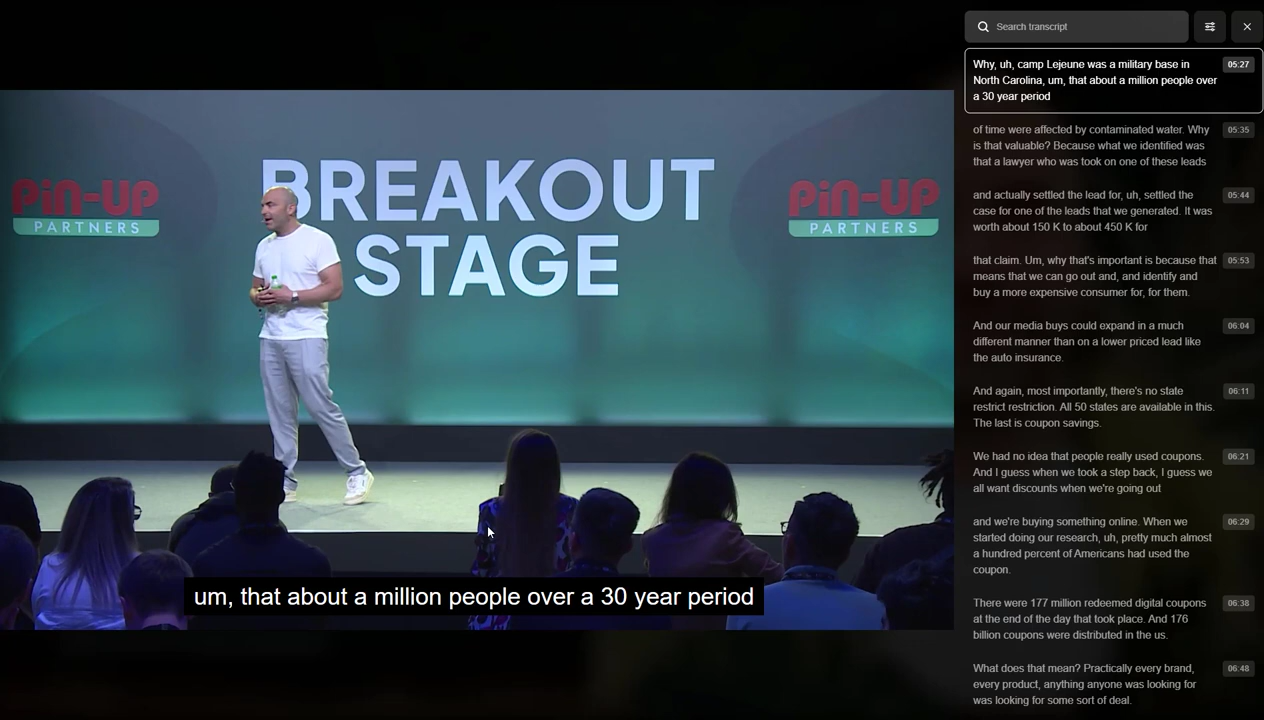 BREAKOUT
STAGE
PiN-UP
PARTNERS
PiN-UP
PARTNERS
um, that about a million people over a 30 year period
Search transcript
Why, uh, camp Lejeune was a military base in
North Carolina, um, that about a million people over
a 30 year period
05:27
of time were affected by contaminated water. Why
is that valuable? Because what we identified was
that a lawyer who was took on one of these leads
05:35
and actually settled the lead for, uh, settled the
case for one of the leads that we generated. It was
worth about 150 K to about 450 K for
05:44
that claim. Um, why that's important is because that
means that we can go out and, and identify and
buy a more expensive consumer for, for them.
05:53
And our media buys could expand in a much
different manner than on a lower priced lead like
the auto insurance.
06:04
And again, most importantly, there's no state
restrict restriction. All 50 states are available in this.
The last is coupon savings.
06:11
We had no idea that people really used coupons.
And I guess when we took a step back, I guess we
all want discounts when we're going out
06:21
and we're buying something online. When we
started doing our research, uh, pretty much almost
a hundred percent of Americans had used the
coupon.
06:29
There were 177 million redeemed digital coupons
at the end of the day that took place. And 176
billion coupons were distributed in the us.
06:38
What does that mean? Practically every brand,
every product, anything anyone was looking for
was looking for some sort of deal.
06:48